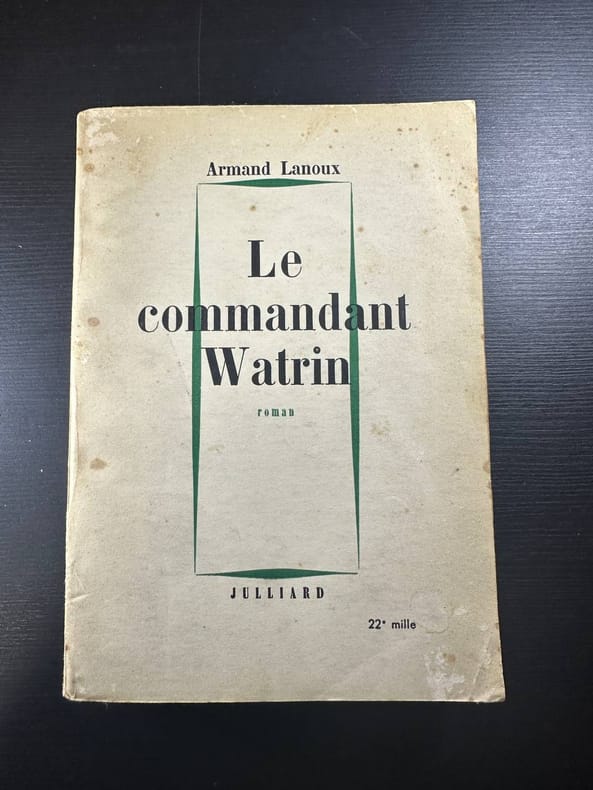 Armand Lanoux
Le
commandant
Watrin
roman
JULLIARD
22e mille